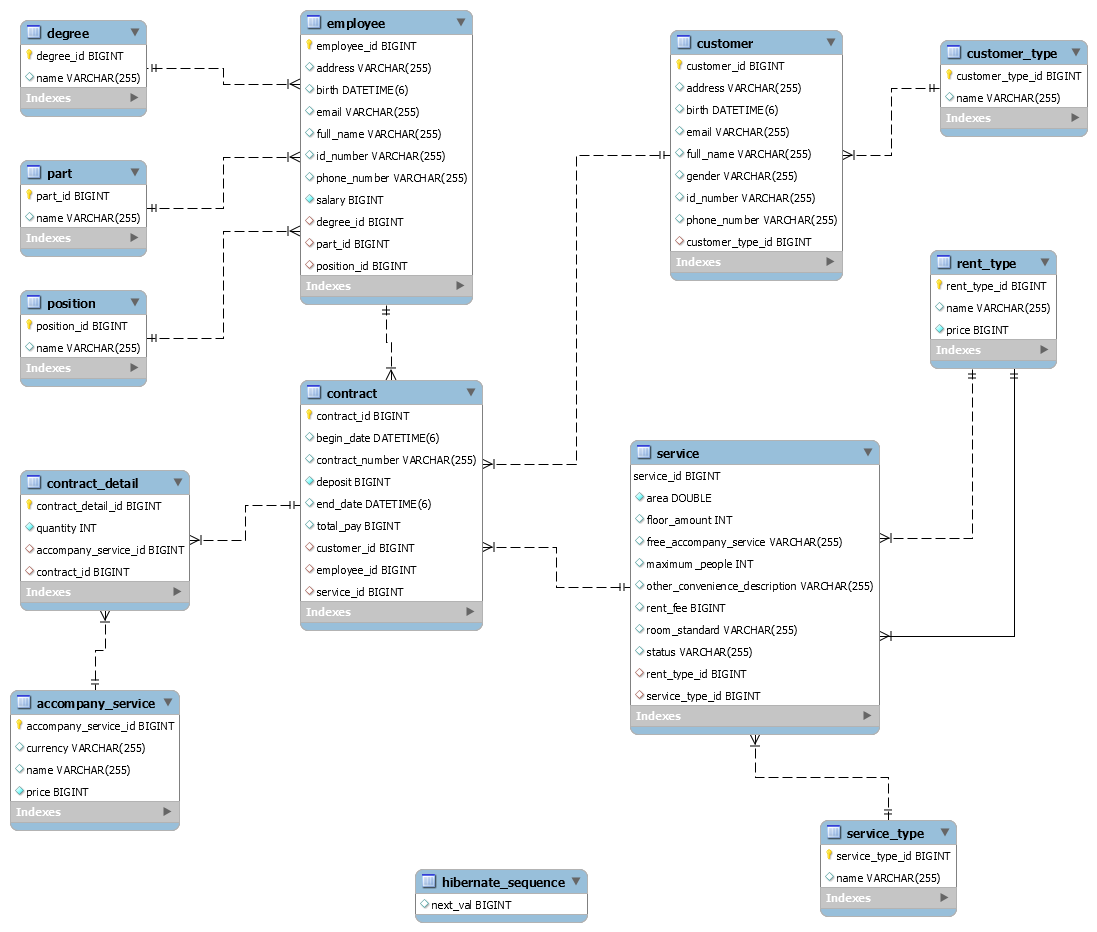 degree
degree_id BIGINT
name VARCHAR(255)
Indexes
employee
employee_id BIGINT
address VARCHAR(255)
birth DATETIME(6)
email VARCHAR(255)
full_name VARCHAR(255)
id_number VARCHAR(255)
phone_number VARCHAR(255)
salary BIGINT
degree_id BIGINT
part_id BIGINT
position_id BIGINT
Indexes
customer
customer_id BIGINT
address VARCHAR(255)
birth DATETIME(6)
email VARCHAR(255)
full_name VARCHAR(255)
gender VARCHAR(255)
id_number VARCHAR(255)
phone_number VARCHAR(255)
customer_type_id BIGINT
Indexes
customer_type
customer_type_id BIGINT
name VARCHAR(255)
Indexes
part
part_id BIGINT
name VARCHAR(255)
Indexes
position
position_id BIGINT
name VARCHAR(255)
Indexes
rent_type
rent_type_id BIGINT
name VARCHAR(255)
price BIGINT
Indexes
contract
contract_id BIGINT
begin_date DATETIME(6)
contract_number VARCHAR(255)
deposit BIGINT
end_date DATETIME(6)
total_pay BIGINT
customer_id BIGINT
employee_id BIGINT
service_id BIGINT
Indexes
service
service_id BIGINT
area DOUBLE
floor_amount INT
free_accompany_service VARCHAR(255)
maximum_people INT
other_convenience_description VARCHAR(255)
rent_fee BIGINT
room_standard VARCHAR(255)
status VARCHAR(255)
rent_type_id BIGINT
service_type_id BIGINT
Indexes
contract_detail
contract_detail_id BIGINT
quantity INT
accompany_service_id BIGINT
contract_id BIGINT
Indexes
accompany_service
accompany_service_id BIGINT
currency VARCHAR(255)
name VARCHAR(255)
price BIGINT
Indexes
service_type
service_type_id BIGINT
name VARCHAR(255)
Indexes
hibernate_sequence
next_val BIGINT